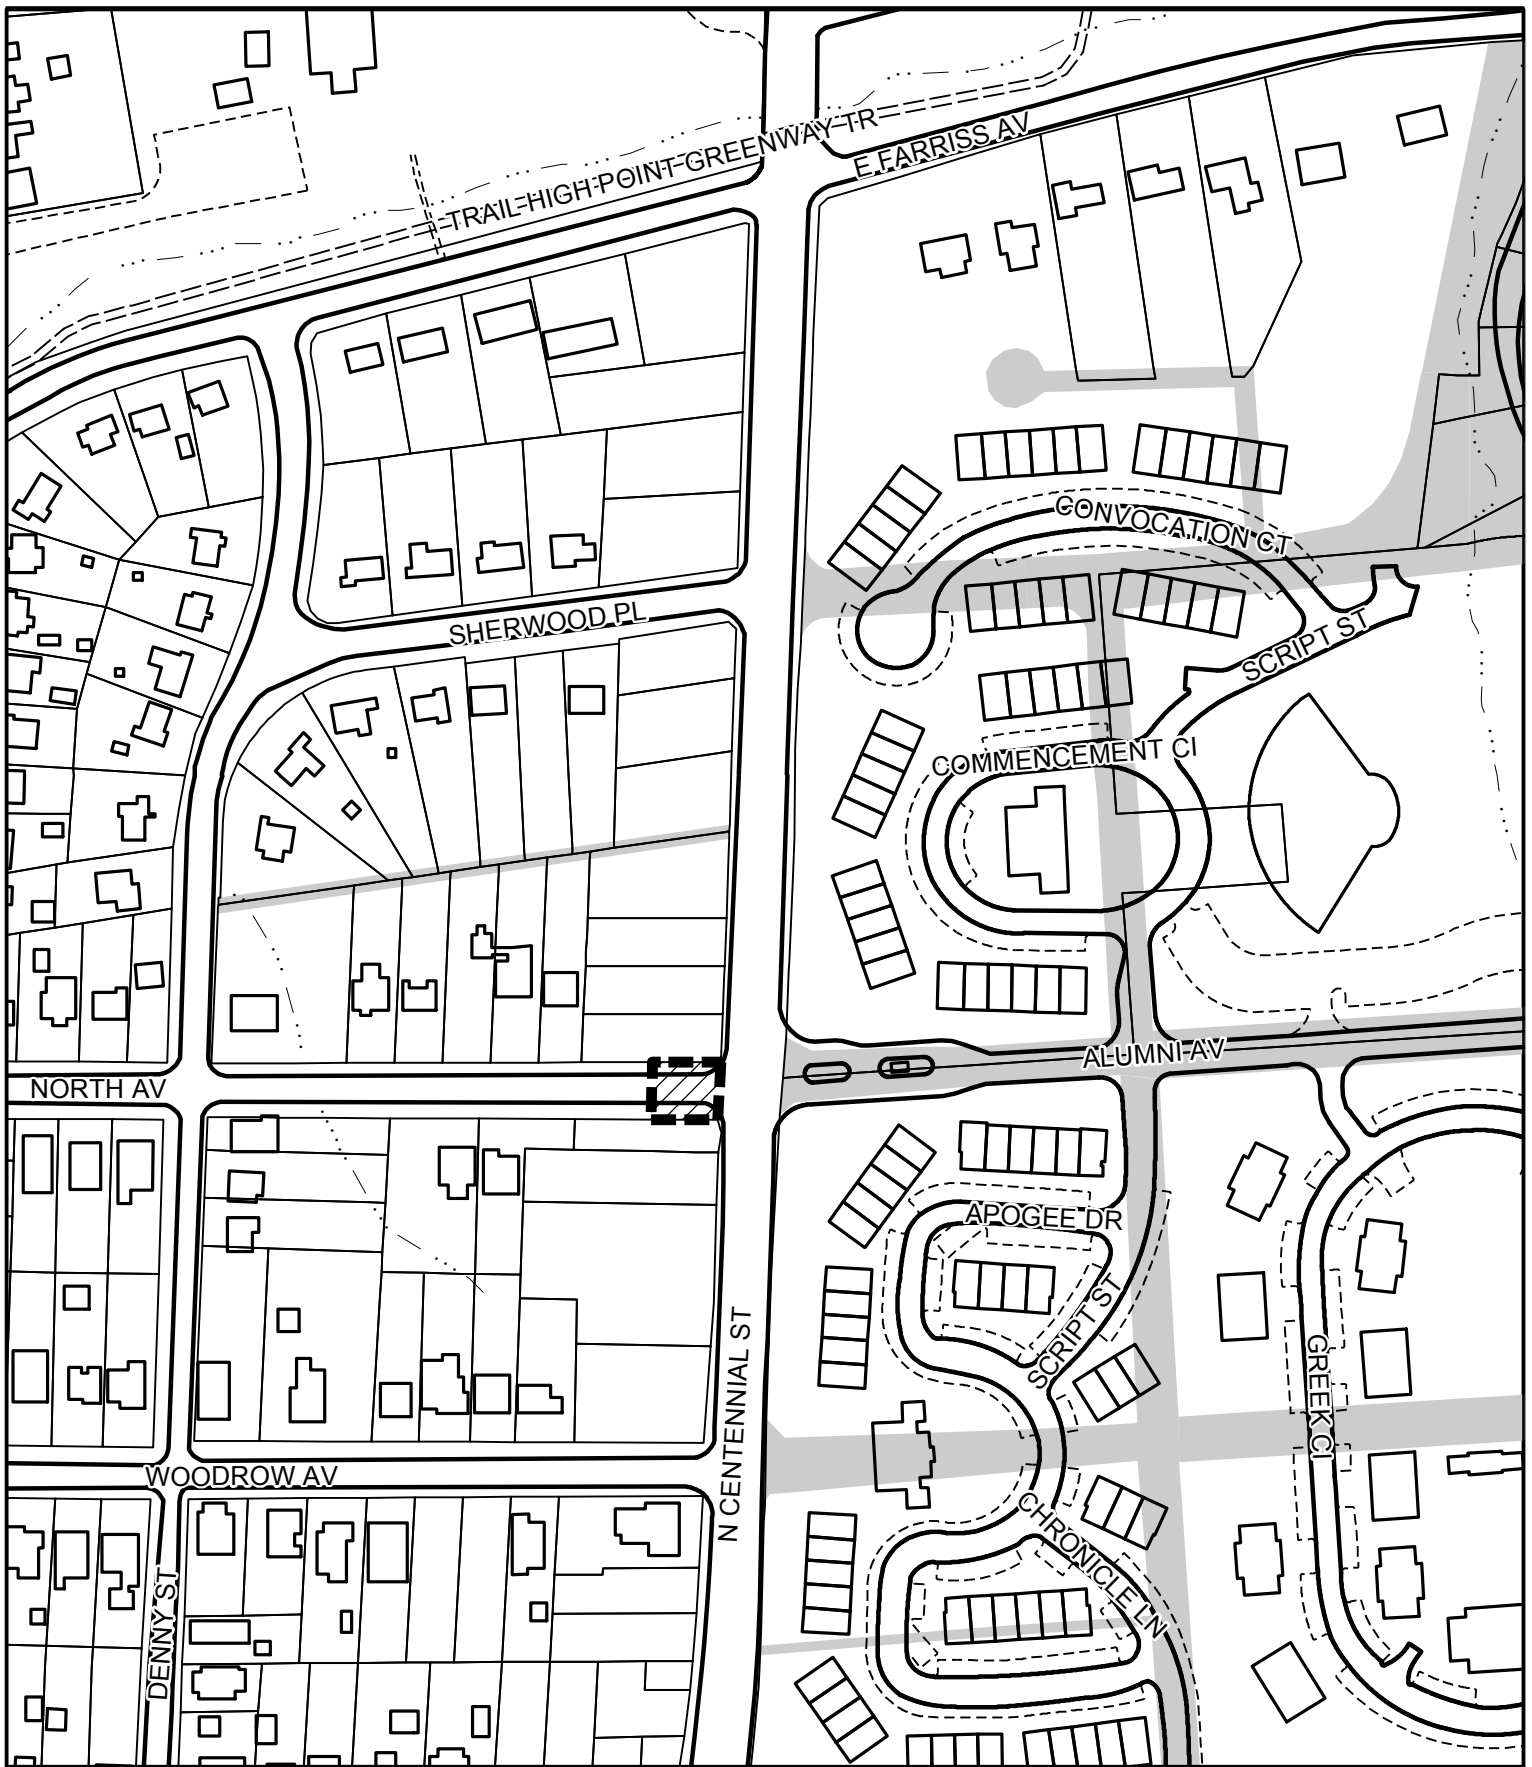 TRAIL-HIGH POINT GREENWAY TR
E FARRISS AV
CONVOCATION CT
SHERWOOD PL
SCRIPT ST
COMMENCEMENT CI
ALUMNI AV
NORTH AV
APOGEE DR
SCRIPT ST
N CENTENNIAL ST
GREEK CI
WOODROW AV
CHRONICLE LN
DENNY ST